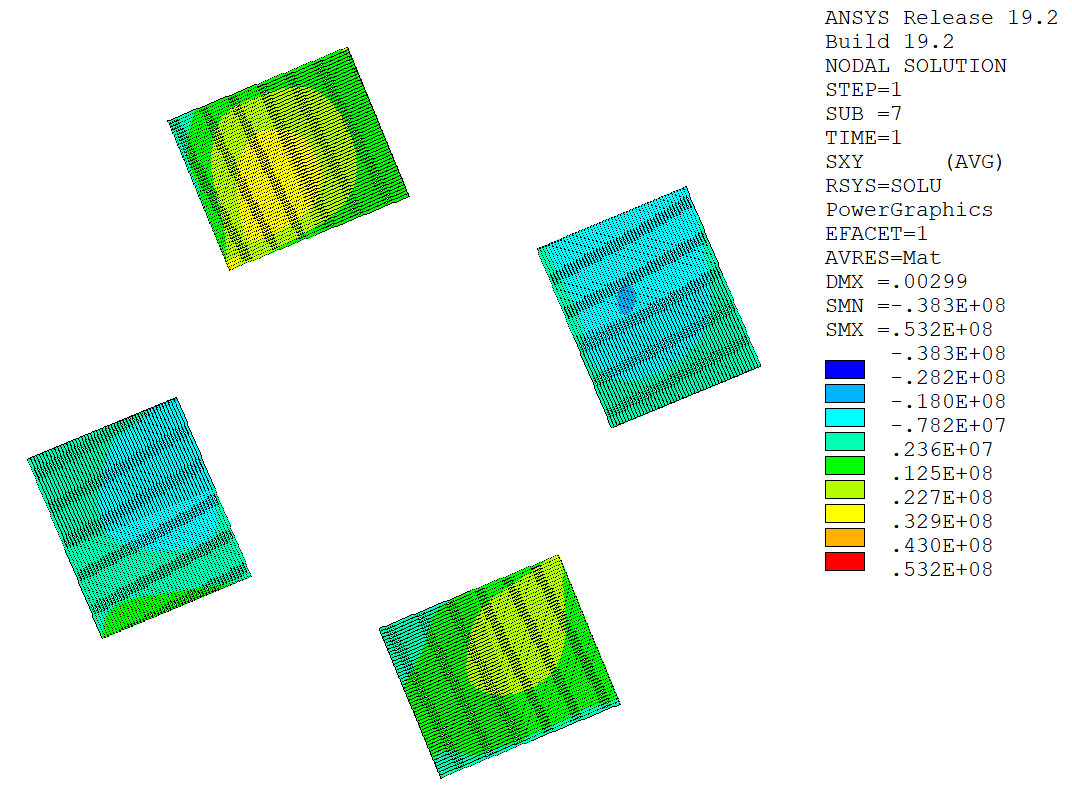 ANSYS Release 19.2
Build 19.2
NODAL SOLUTION
STEP=1
SUB =7
TIME=1
SXY (AVG)
RSYS=SOLU
PowerGraphics
EFACET=1
AVRES=Mat
DMX =.00299
SMN =-.383E+08
SMX =.532E+08
-.383E+08
-.282E+08
-.180E+08
-.782E+07
.236E+07
.125E+08
.227E+08
.329E+08
.430E+08
.532E+08